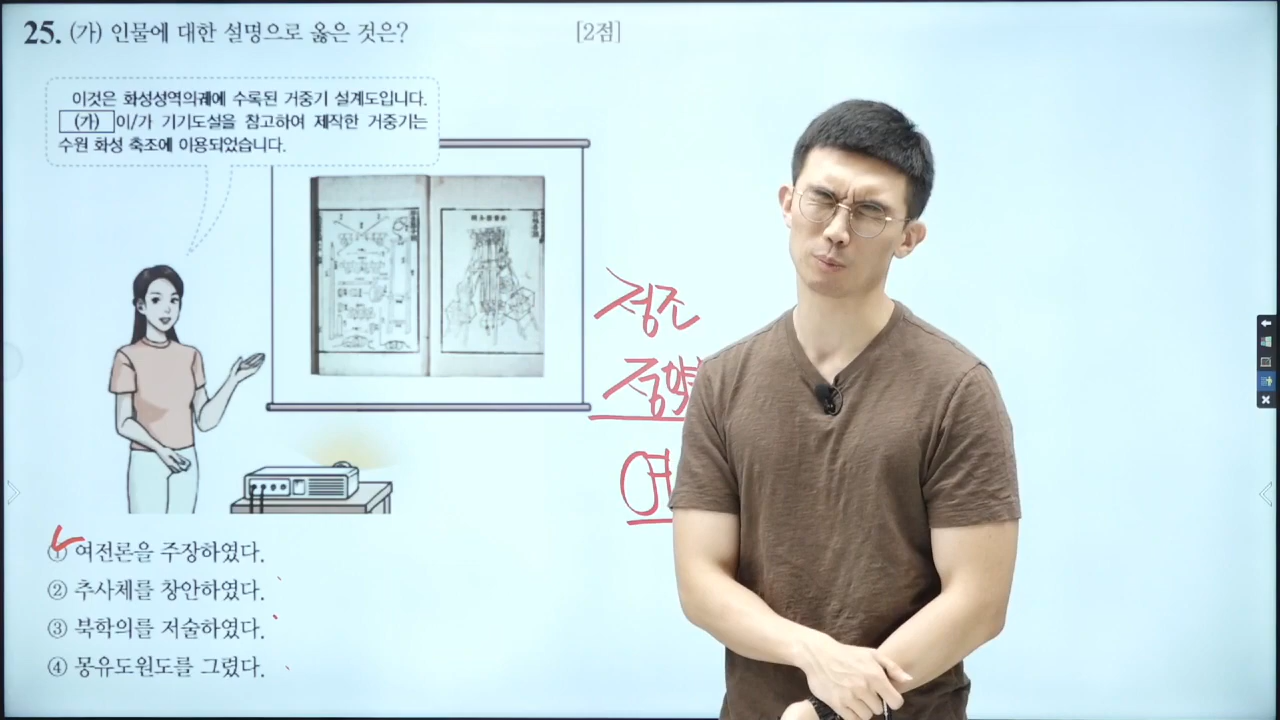 25. (가) 인물에 대한 설명으로 옳은 것은? [2점]
이것은 화성성역의궤에 수록된 거중기 설계도입니다.
(가) 이/가 기기도설을 참고하여 제작한 거중기는
수원 화성 축조에 이용되었습니다.
정조
① 여전론을 주장하였다.
② 추사체를 창안하였다.
③ 북학의를 저술하였다.
④ 몽유도원도를 그렸다.